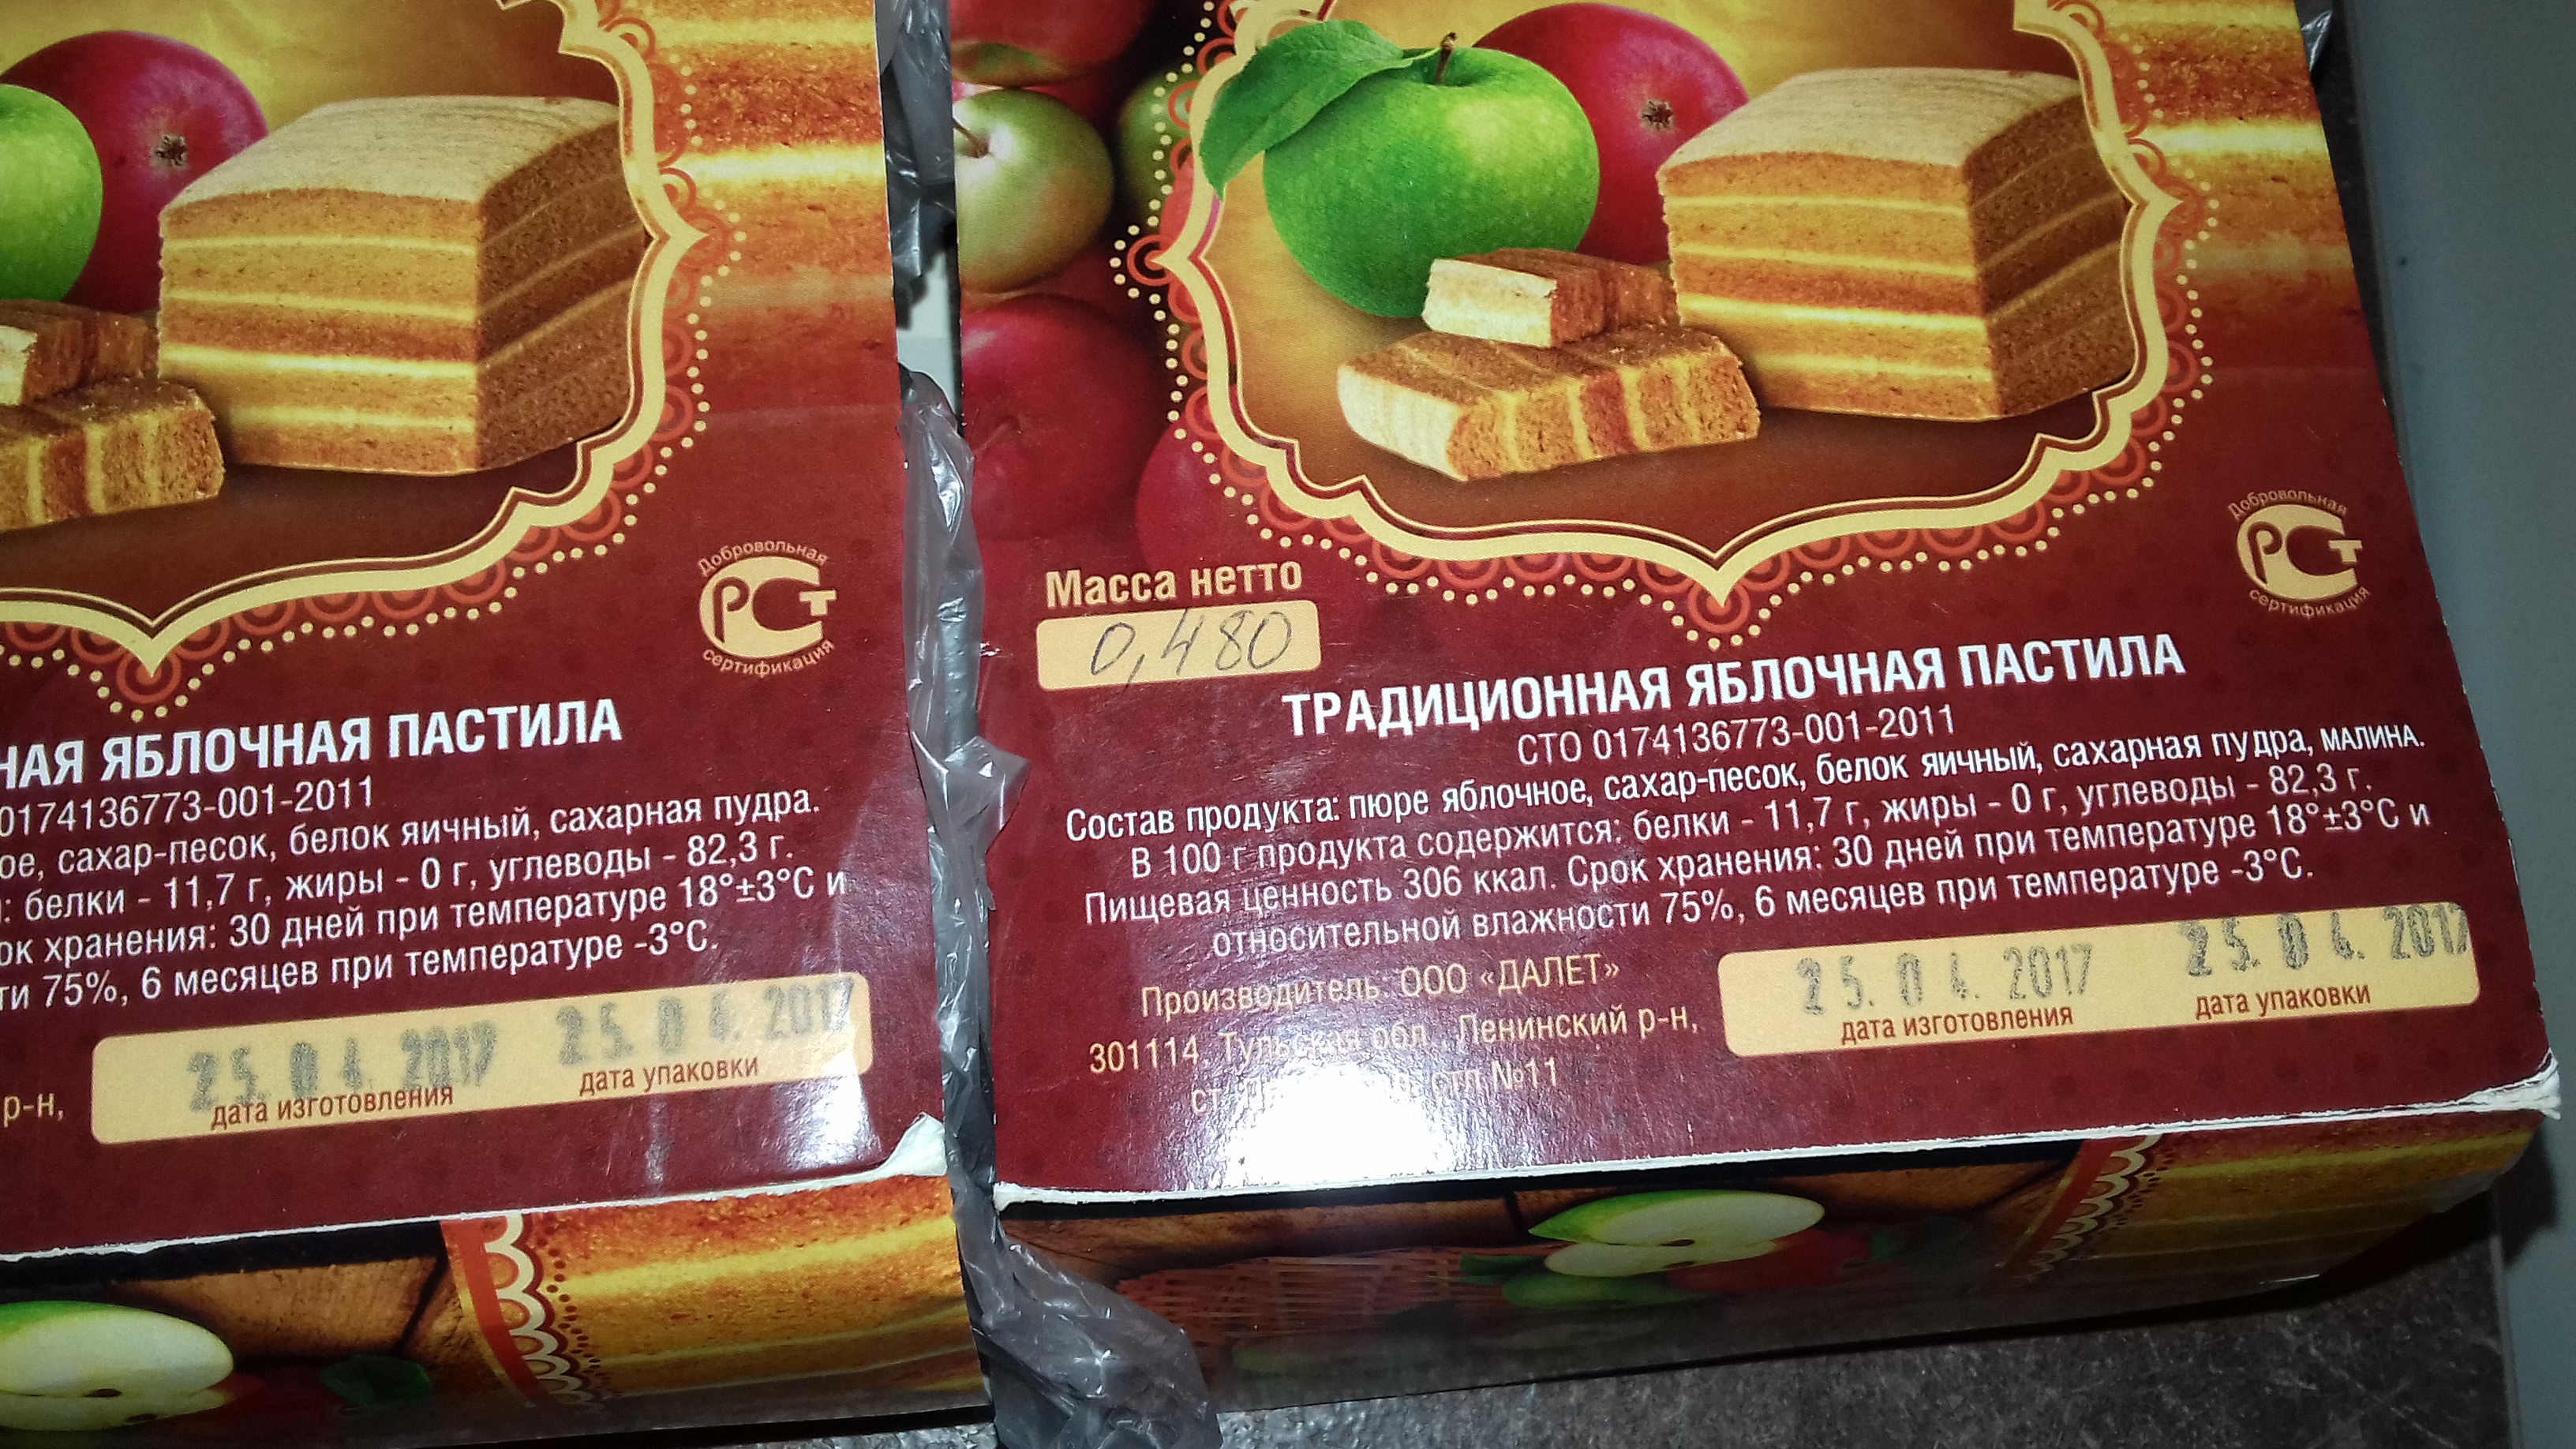 Добровольная
РСТ
сертификация
НАЯ ЯБЛОЧНАЯ ПАСТИЛА
0174136773-001-2011
ое, сахар-песок, белок яичный, сахарная пудра.
: белки - 11,7 г, жиры - 0 г, углеводы - 82,3 г.
ок хранения: 30 дней при температуре 18°±3°С и
ти 75%, 6 месяцев при температуре -3°С.
25.04.2017 25.04.2017
дата изготовления дата упаковки
р-н,
Добровольная
РСТ
сертификация
Масса нетто
0,480
ТРАДИЦИОННАЯ ЯБЛОЧНАЯ ПАСТИЛА
СТО 0174136773-001-2011
Состав продукта: пюре яблочное, сахар-песок, белок яичный, сахарная пудра, МАЛИНА.
В 100 г продукта содержится: белки - 11,7 г, жиры - 0 г, углеводы - 82,3 г.
Пищевая ценность 306 ккал. Срок хранения: 30 дней при температуре 18°±3°С и
относительной влажности 75%, 6 месяцев при температуре -3°С.
Производитель: ООО «ДАЛЕТ»
301114, Тульская обл., Ленинский р-н,
№11
25.04.2017 25.04.2017
дата изготовления дата упаковки